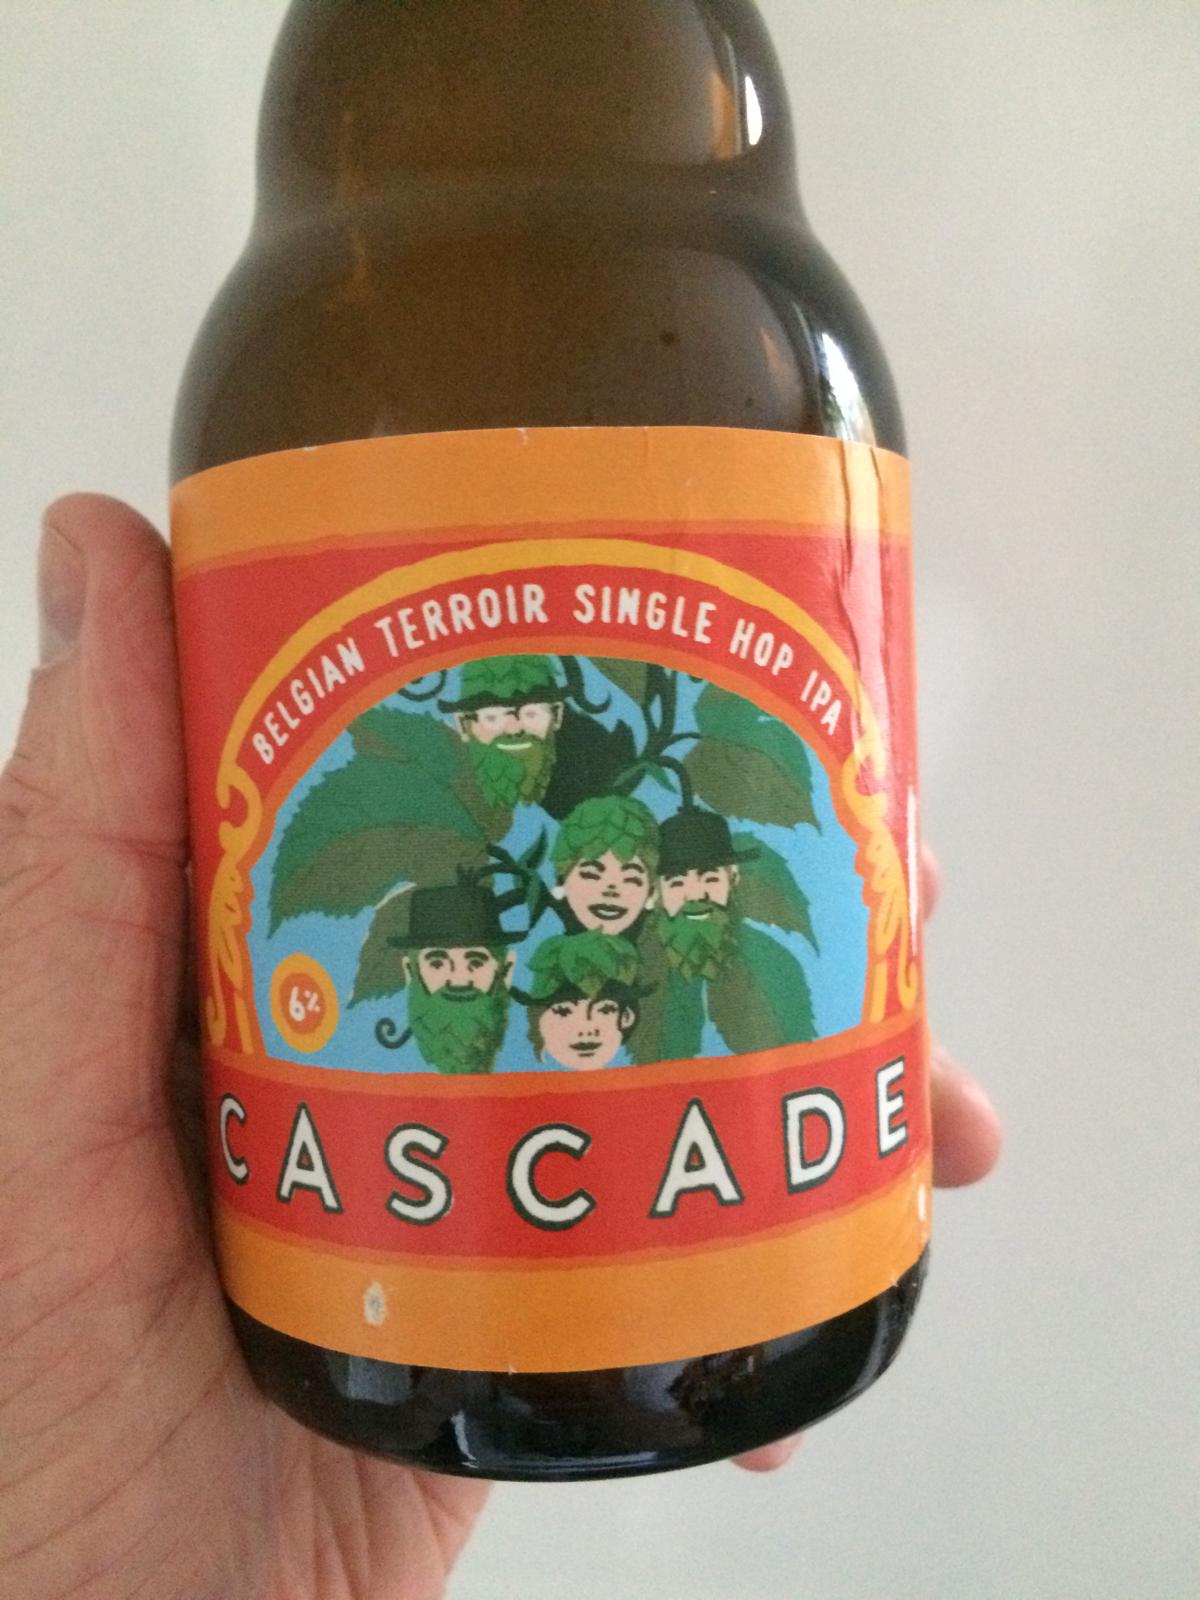 BELGIAN TERROIR SINGLE HOP IPA
6%
CASCADE